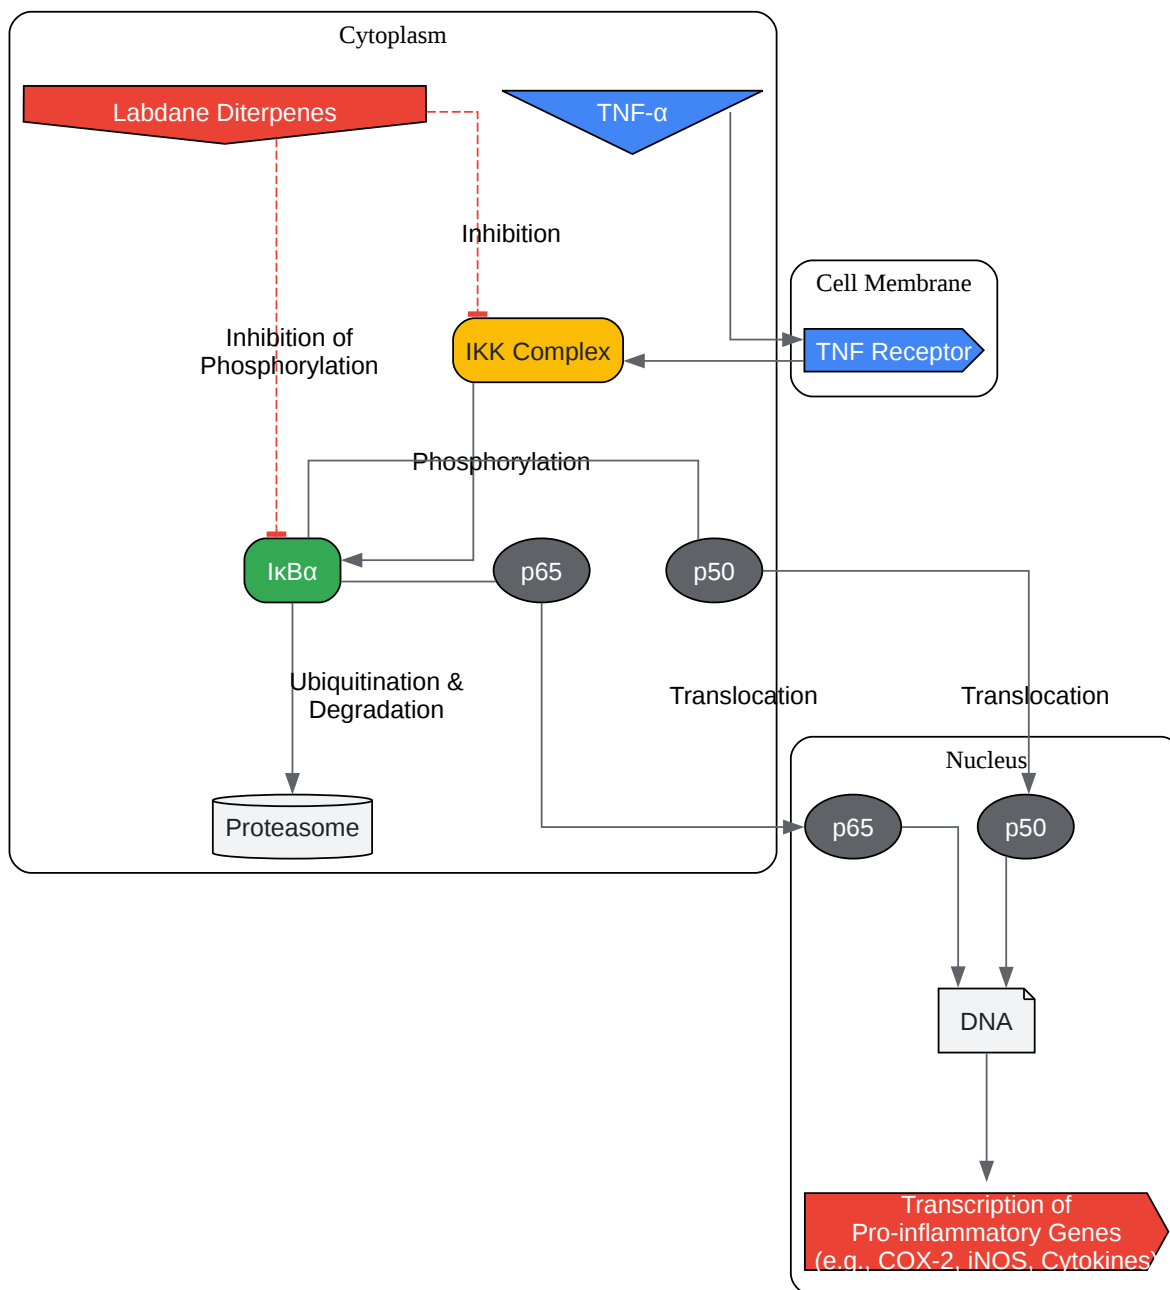 Cytoplasm
Labdane Diterpenes
TNF-α
Inhibition
Cell Membrane
Inhibition of
Phosphorylation
IKK Complex
TNF Receptor
Phosphorylation
IκBα
p65
p50
Ubiquitination &
Degradation
Translocation
Translocation
Nucleus
Proteasome
p65
p50
DNA
Transcription of
Pro-inflammatory Genes
(e.g., COX-2, iNOS, Cytokines)